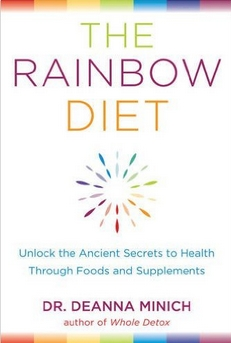 THE
RAINBOW
DIET
Unlock the Ancient Secrets to Health
Through Foods and Supplements
DR. DEANNA MINICH
author of Whole Detox